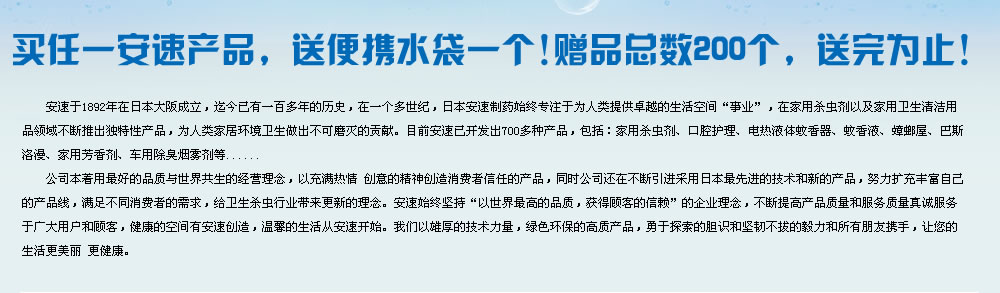 买任一安速产品，送便携水袋一个！赠品总数200个，送完为止！
安速于1892年在日本大阪成立，迄今已有一百多年的历史，在一个多世纪，日本安速制药始终专注于为人类提供卓越的生活空间“事业”，在家用杀虫剂以及家用卫生清洁用
品领域不断推出独特性产品，为人类家居环境卫生做出不可磨灭的贡献。目前安速已开发出700多种产品，包括：家用杀虫剂、口腔护理、电热液体蚊香器、蚊香液、蟑螂屋、巴斯
洛漫、家用芳香剂、车用除臭烟雾剂等......
公司本着用最好的品质与世界共生的经营理念，以充满热情 创意的精神创造消费者信任的产品，同时公司还在不断引进采用日本最先进的技术和新的产品，努力扩充丰富自己
的产品线，满足不同消费者的需求，给卫生杀虫行业带来更新的理念。安速始终坚持“以世界最高的品质，获得顾客的信赖”的企业理念，不断提高产品质量和服务质量真诚服务
于广大用户和顾客，健康的空间有安速创造，温馨的生活从安速开始。我们以雄厚的技术力量，绿色环保的高质产品，勇于探索的胆识和坚韧不拔的毅力和所有朋友携手，让您的
生活更美丽 更健康。